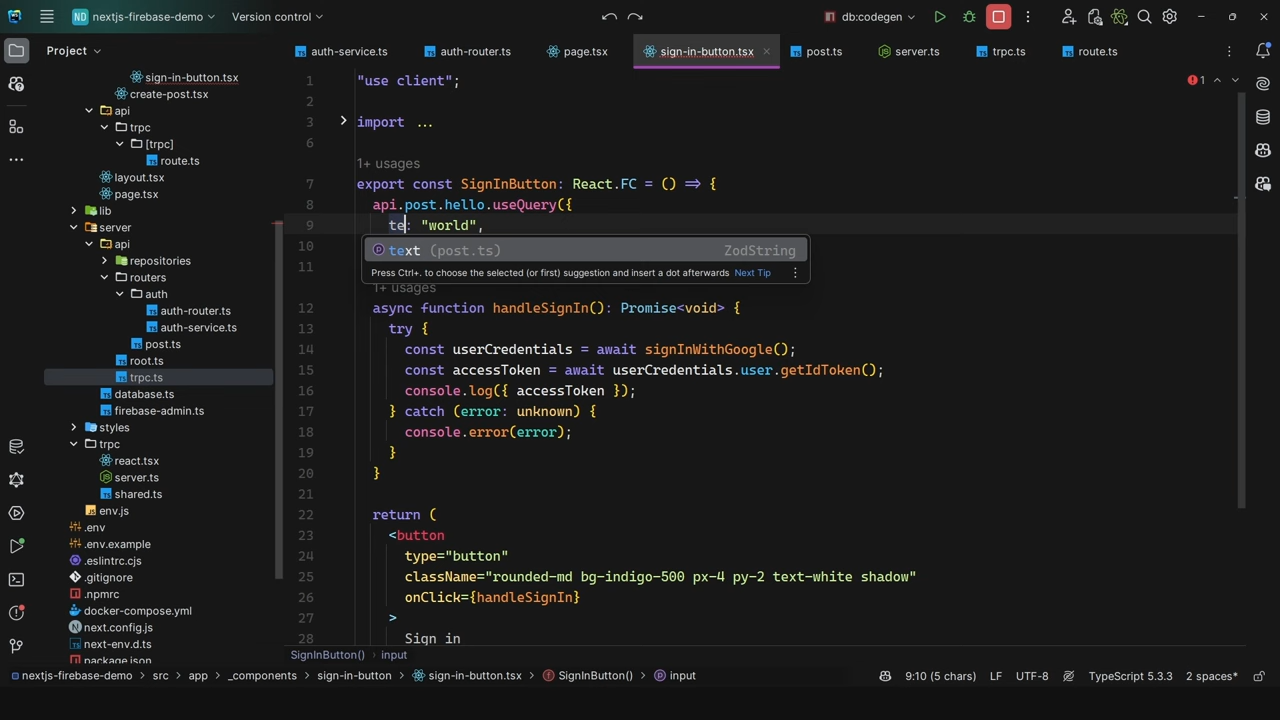 ND nextjs-firebase-demo Version control db:codegen
Project
auth-service.ts auth-router.ts page.tsx sign-in-button.tsx post.ts server.ts trpc.ts route.ts
sign-in-button.tsx
create-post.tsx
api
trpc
[trpc]
route.ts
layout.tsx
page.tsx
lib
server
api
repositories
routers
auth
auth-router.ts
auth-service.ts
post.ts
root.ts
trpc.ts
database.ts
firebase-admin.ts
styles
trpc
react.tsx
server.ts
shared.ts
env.js
.env
.env.example
.eslintrc.cjs
.gitignore
.npmrc
docker-compose.yml
next.config.js
next-env.d.ts
package.json
1 "use client";
2
3 import ...
6
1+ usages
7 export const SignInButton: React.FC = () => {
8 api.post.hello.useQuery({
9 te: "world",
10
11
text (post.ts) ZodString
Press Ctrl+. to choose the selected (or first) suggestion and insert a dot afterwards Next Tip
1+ usages
12 async function handleSignIn(): Promise<void> {
13 try {
14 const userCredentials = await signInWithGoogle();
15 const accessToken = await userCredentials.user.getIdToken();
16 console.log({ accessToken });
17 } catch (error: unknown) {
18 console.error(error);
19 }
20 }
21
22 return (
23 <button
24 type="button"
25 className="rounded-md bg-indigo-500 px-4 py-2 text-white shadow"
26 onClick={handleSignIn}
27 >
28 Sign in
1
SignInButton() › input
nextjs-firebase-demo › src › app › _components › sign-in-button › sign-in-button.tsx › SignInButton() › input 9:10 (5 chars) LF UTF-8 TypeScript 5.3.3 2 spaces*